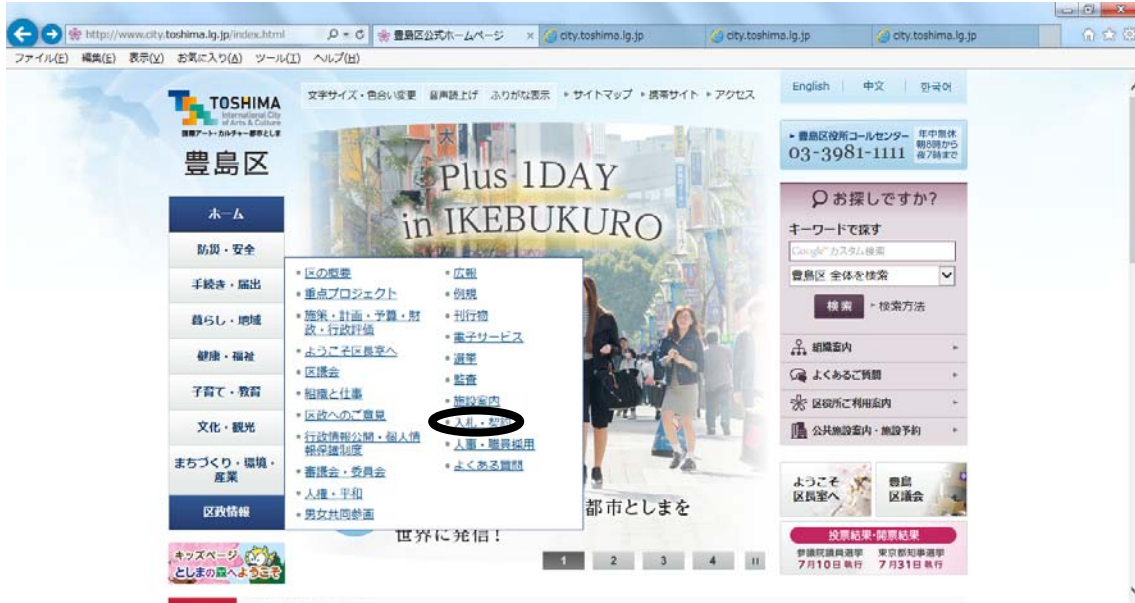 http://www.city.toshima.lg.jp/index.html
豊島区公式ホームページ
city.toshima.lg.jp
city.toshima.lg.jp
city.toshima.lg.jp
ファイル(F) 編集(E) 表示(V) お気に入り(A) ツール(T) ヘルプ(H)
TOSHIMA
International City
of Arts & Culture
国際アート・カルチャー都市としま
豊島区
文字サイズ・色合い変更 音声読上げ ふりがな表示 サイトマップ 携帯サイト アクセス
English 中文 한국어
豊島区役所コールセンター
03-3981-1111
年中無休
朝8時から
夜7時まで
大
Plus 1DAY
in IKEBUKURO
ホーム
防災・安全
手続き・届出
暮らし・地域
健康・福祉
子育て・教育
文化・観光
まちづくり・環境・
産業
区政情報
区の概要
重点プロジェクト
施策・計画・予算・財
政・行政評価
ようこそ区長室へ
区議会
組織と仕事
区政へのご意見
行政情報公開・個人情
報保護制度
審議会・委員会
人権・平和
男女共同参画
広報
例規
刊行物
電子サービス
選挙
監査
施設案内
入札・契約
人事・職員採用
よくある質問
都市としまを
世界に発信!
1 2 3 4
お探しですか?
キーワードで探す
Google カスタム検索
豊島区 全体を検索
検索
検索方法
組織案内
よくあるご質問
区役所ご利用案内
公共施設案内・施設予約
ようこそ
区長室へ
豊島
区議会
投票結果・開票結果
参議院議員選挙
7月10日執行
東京都知事選挙
7月31日執行
キッズページ
としまの森へようこそ